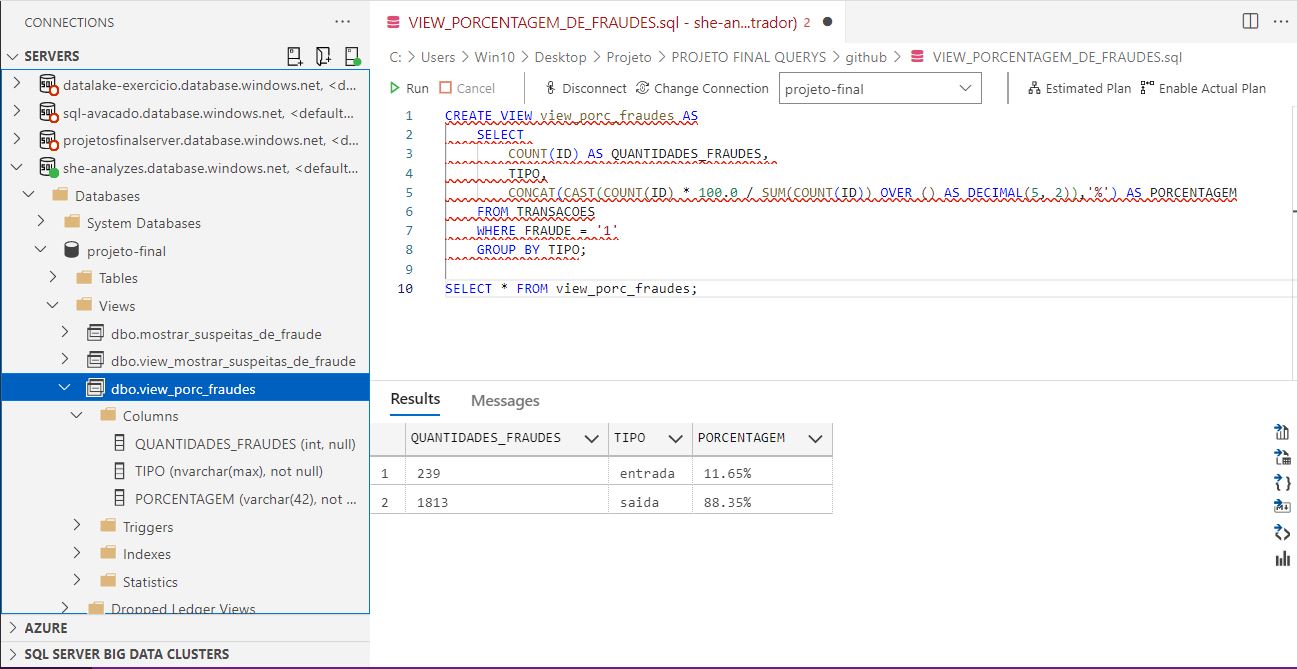 CONNECTIONS
SERVERS
datalake-exercicio.database.windows.net, <d...
sql-avacado.database.windows.net, <default...
projetosfinalserver.database.windows.net, <d...
she-analyzes.database.windows.net, <default...
Databases
System Databases
projeto-final
Tables
Views
dbo.mostrar_suspeitas_de_fraude
dbo.view_mostrar_suspeitas_de_fraude
dbo.view_porc_fraudes
Columns
QUANTIDADES_FRAUDES (int, null)
TIPO (nvarchar(max), not null)
PORCENTAGEM (varchar(42), not ...
Triggers
Indexes
Statistics
Dropped Ledger Views
AZURE
SQL SERVER BIG DATA CLUSTERS
VIEW_PORCENTAGEM_DE_FRAUDES.sql - she-an...trador) 2
C: > Users > Win10 > Desktop > Projeto > PROJETO FINAL QUERYS > github > VIEW_PORCENTAGEM_DE_FRAUDES.sql
Run Cancel Disconnect Change Connection projeto-final Estimated Plan Enable Actual Plan
1 CREATE VIEW view_porc_fraudes AS
2 SELECT
3 COUNT(ID) AS QUANTIDADES_FRAUDES,
4 TIPO,
5 CONCAT(CAST(COUNT(ID) * 100.0 / SUM(COUNT(ID)) OVER () AS DECIMAL(5, 2)),'%') AS PORCENTAGEM
6 FROM TRANSACOES
7 WHERE FRAUDE = '1'
8 GROUP BY TIPO;
9
10 SELECT * FROM view_porc_fraudes;
Results Messages
QUANTIDADES_FRAUDES TIPO PORCENTAGEM
1 239 entrada 11.65%
2 1813 saida 88.35%